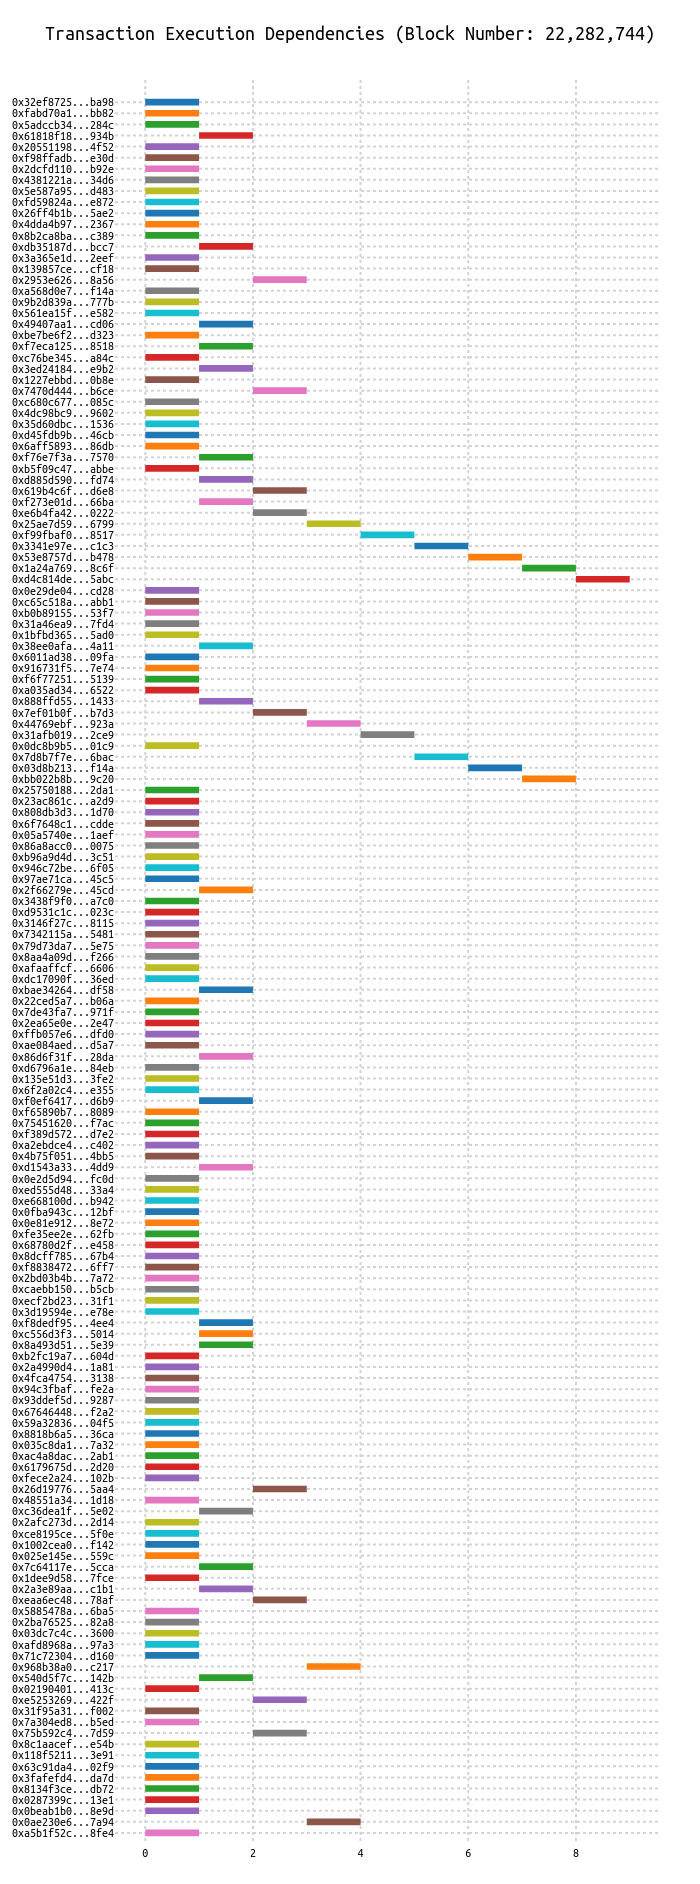 Transaction Execution Dependencies (Block Number: 22,282,744)
0x32ef8725...ba98
0xfabd70a1...bb82
0x5adccb34...284c
0x61818f18...934b
0x20551198...4f52
0xf98ffadb...e30d
0x2dcfd110...b92e
0x4381221a...34d6
0x5e587a95...d483
0xfd59824a...e872
0x26ff4b1b...5ae2
0x4dda4b97...2367
0x8b2ca8ba...c389
0xdb35187d...bcc7
0x3a365e1d...2eef
0x139857ce...cf18
0x2953e626...8a56
0xa568d0e7...f14a
0x9b2d839a...777b
0x561ea15f...e582
0x49407aa1...cd06
0xbe7be6f2...d323
0xf7eca125...8518
0xc76be345...a84c
0x3ed24184...e9b2
0x1227ebbd...0b8e
0x7470d444...b6ce
0xc680c677...085c
0x4dc98bc9...9602
0x35d60dbc...1536
0xd45fdb9b...46cb
0x6aff5893...86db
0xf76e7f3a...7570
0xb5f09c47...abbe
0xd885d590...fd74
0x619b4c6f...d6e8
0xf273e01d...66ba
0xe6b4fa42...0222
0x25ae7d59...6799
0xf99fbaf0...8517
0x3341e97e...c1c3
0x53e8757d...b478
0x1a24a769...8c6f
0xd4c814de...5abc
0x0e29de04...cd28
0xc65c518a...abb1
0xb0b89155...53f7
0x31a46ea9...7fd4
0x1bfbd365...5ad0
0x38ee0afa...4a11
0x6011ad38...09fa
0x916731f5...7e74
0xf6f77251...5139
0xa035ad34...6522
0x888ffd55...1433
0x7ef01b0f...b7d3
0x44769ebf...923a
0x31afb019...2ce9
0x0dc8b9b5...01c9
0x7d8b7f7e...6bac
0x03d8b213...f14a
0xbb022b8b...9c20
0x25750188...2da1
0x23ac861c...a2d9
0x808db3d3...1d70
0x6f7648c1...cdde
0x05a5740e...1aef
0x86a8acc0...0075
0xb96a9d4d...3c51
0x946c72be...6f05
0x97ae71ca...45c5
0x2f66279e...45cd
0x3438f9f0...a7c0
0xd9531c1c...023c
0x3146f27c...8115
0x7342115a...5481
0x79d73da7...5e75
0x8aa4a09d...f266
0xafaaffcf...6606
0xdc17090f...36ed
0xbae34264...df58
0x22ced5a7...b06a
0x7de43fa7...971f
0x2ea65e0e...2e47
0xffb057e6...dfd0
0xae084aed...d5a7
0x86d6f31f...28da
0xd6796a1e...84eb
0x135e51d3...3fe2
0x6f2a02c4...e355
0xf0ef6417...d6b9
0xf65890b7...8089
0x75451620...f7ac
0xf389d572...d7e2
0xa2ebdce4...c402
0x4b75f051...4bb5
0xd1543a33...4dd9
0x0e2d5d94...fc0d
0xed555d48...33a4
0xe668100d...b942
0x0fba943c...12bf
0x0e81e912...8e72
0xfe35ee2e...62fb
0x68780d2f...e458
0x8dcff785...67b4
0xf8838472...6ff7
0x2bd03b4b...7a72
0xcaebb150...b5cb
0xecf2bd23...31f1
0x3d19594e...e78e
0xf8dedf95...4ee4
0xc556d3f3...5014
0x8a493d51...5e39
0xb2fc19a7...604d
0x2a4990d4...1a81
0x4fca4754...3138
0x94c3fbaf...fe2a
0x93ddef5d...9287
0x67646448...f2a2
0x59a32836...04f5
0x8818b6a5...36ca
0x035c8da1...7a32
0xac4a8dac...2ab1
0x6179675d...2d20
0xfece2a24...102b
0x26d19776...5aa4
0x48551a34...1d18
0xc36dea1f...5e02
0x2afc273d...2d14
0xce8195ce...5f0e
0x1002cea0...f142
0x025e145e...559c
0x7c64117e...5cca
0x1dee9d58...7fce
0x2a3e89aa...c1b1
0xeaa6ec48...78af
0x5885478a...6ba5
0x2ba76525...82a8
0x03dc7c4c...3600
0xafd8968a...97a3
0x71c72304...d160
0x968b38a0...c217
0x540d5f7c...142b
0x02190401...413c
0xe5253269...422f
0x31f95a31...f002
0x7a304ed8...b5ed
0x75b592c4...7d59
0x8c1aacef...e54b
0x118f5211...3e91
0x63c91da4...02f9
0x3fafefd4...da7d
0x8134f3ce...db72
0x0287399c...13e1
0x0beab1b0...8e9d
0x0ae230e6...7a94
0xa5b1f52c...8fe4
0 2 4 6 8